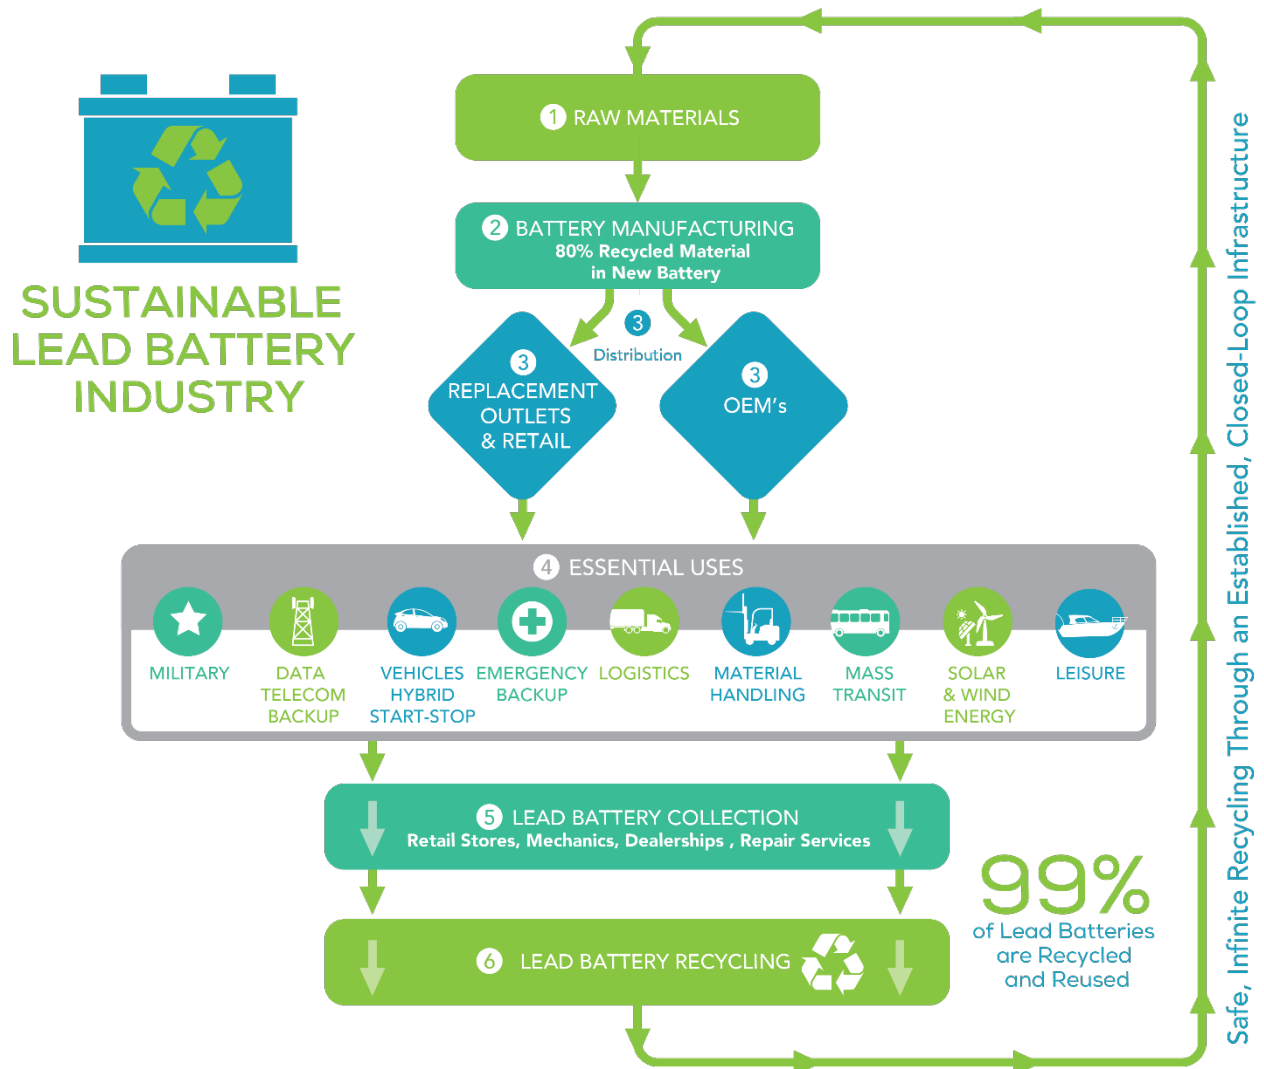 SUSTAINABLE
LEAD BATTERY
INDUSTRY
1 RAW MATERIALS
2 BATTERY MANUFACTURING
80% Recycled Material
in New Battery
3
Distribution
3
REPLACEMENT
OUTLETS
& RETAIL
3
OEM's
4 ESSENTIAL USES
MILITARY
DATA
TELECOM
BACKUP
VEHICLES
HYBRID
START-STOP
EMERGENCY
BACKUP
LOGISTICS
MATERIAL
HANDLING
MASS
TRANSIT
SOLAR
& WIND
ENERGY
LEISURE
5 LEAD BATTERY COLLECTION
Retail Stores, Mechanics, Dealerships , Repair Services
6 LEAD BATTERY RECYCLING
99%
of Lead Batteries
are Recycled
and Reused
Safe, Infinite Recycling Through an Established, Closed-Loop Infrastructure